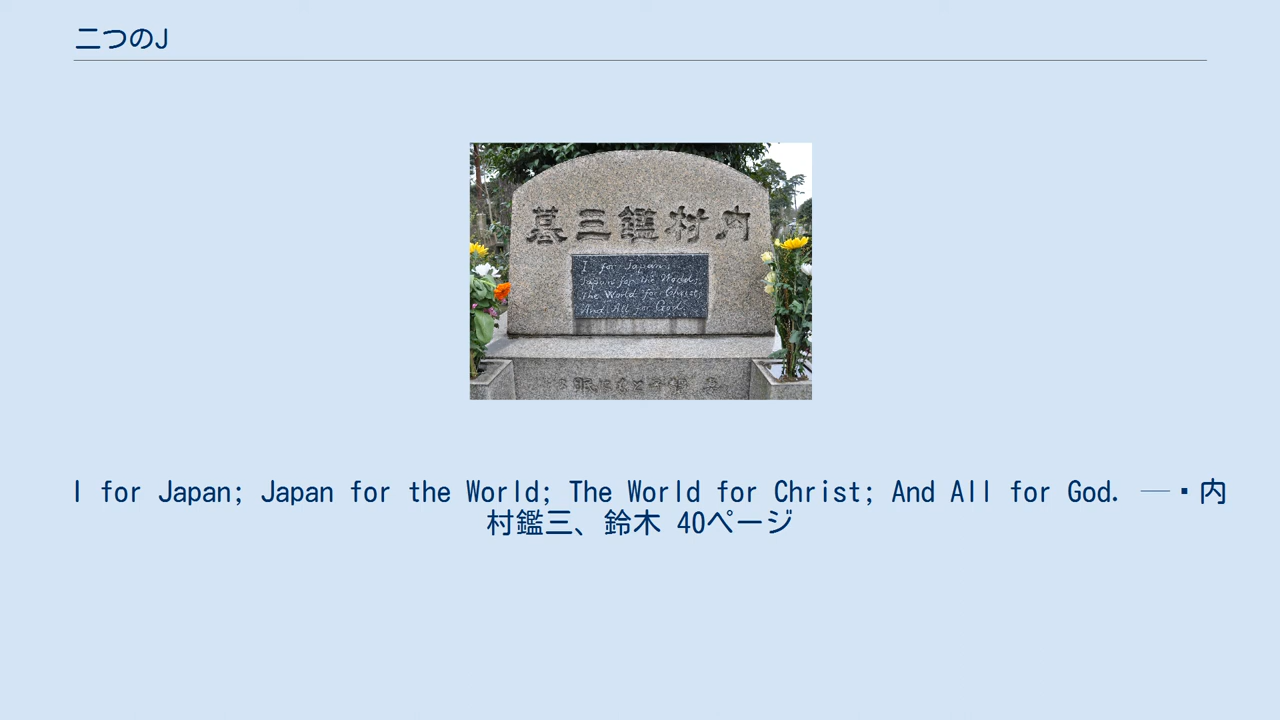 二つのJ
内村鑑三墓
I for Japan;
Japan for the World;
The World for Christ;
And All for God.
I for Japan; Japan for the World; The World for Christ; And All for God. ―▪内
村鑑三、鈴木 40ページ